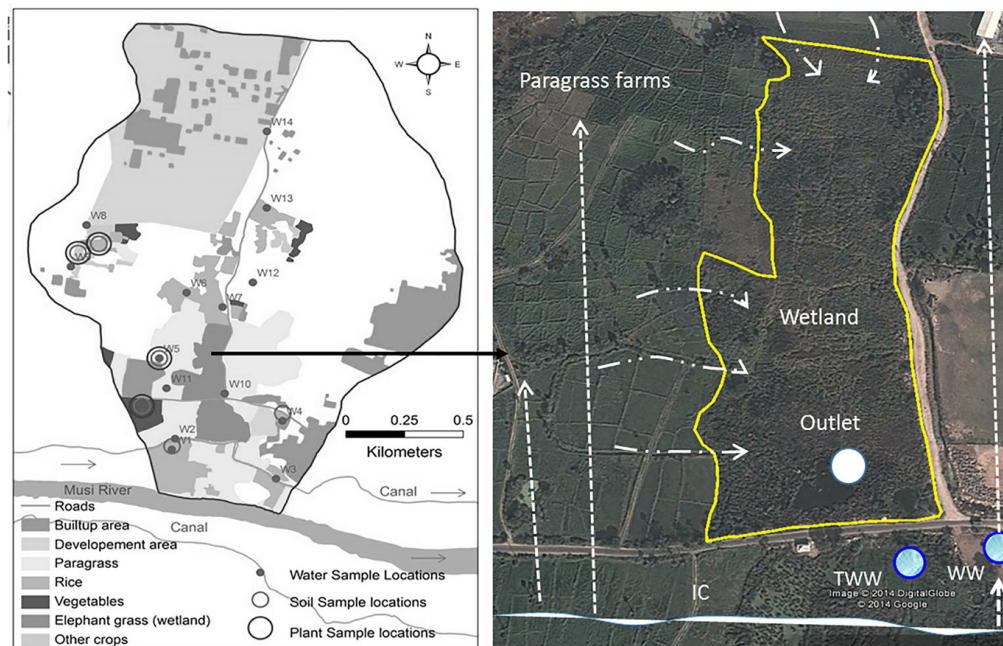 N
W E
S
W14
W13
W8
W12
W6
W7
W5
W11
W10
W4
W2
W1
W3
0 0.25 0.5
Kilometers
Canal
Musi River
Canal
Roads
Builtup area
Developement area
Paragrass
Rice
Vegetables
Elephant grass (wetland)
Other crops
Water Sample Locations
Soil Sample locations
Plant Sample locations
Paragrass farms
Wetland
Outlet
TWW
WW
IC
Image © 2014 DigitalGlobe
© 2014 Google